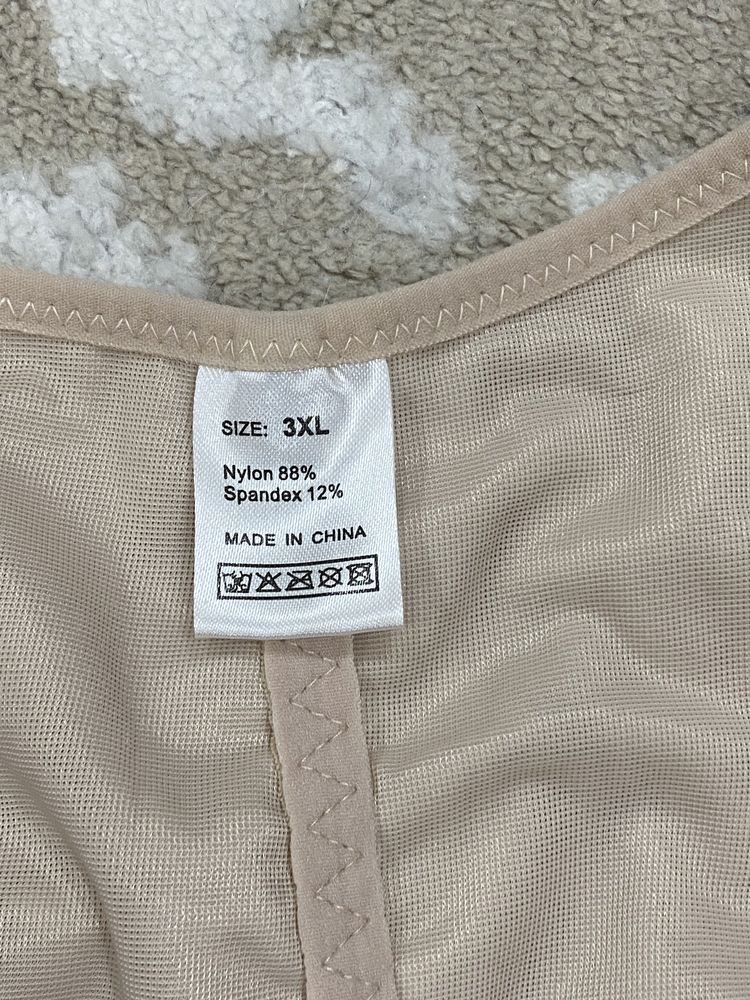 SIZE: 3XL
Nylon 88%
Spandex 12%
MADE IN CHINA